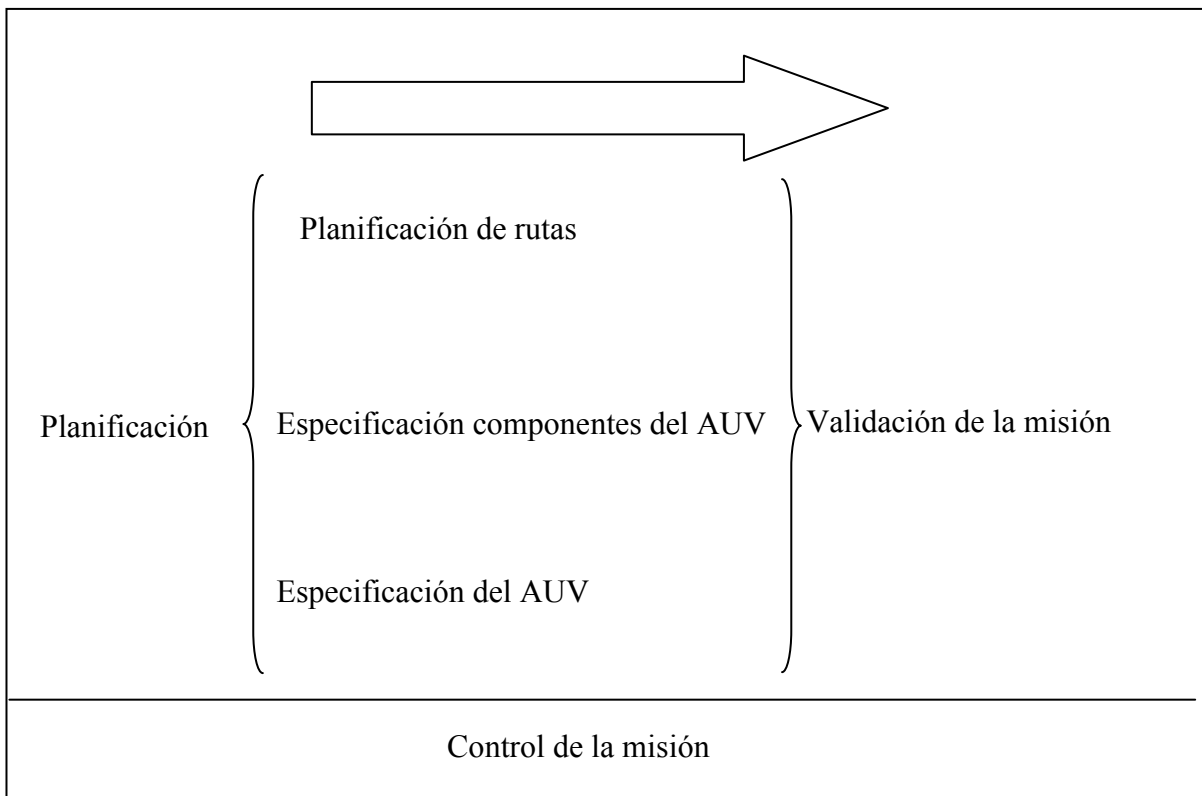 Planificación de rutas
Planificación
Especificación componentes del AUV
Validación de la misión
Especificación del AUV
Control de la misión